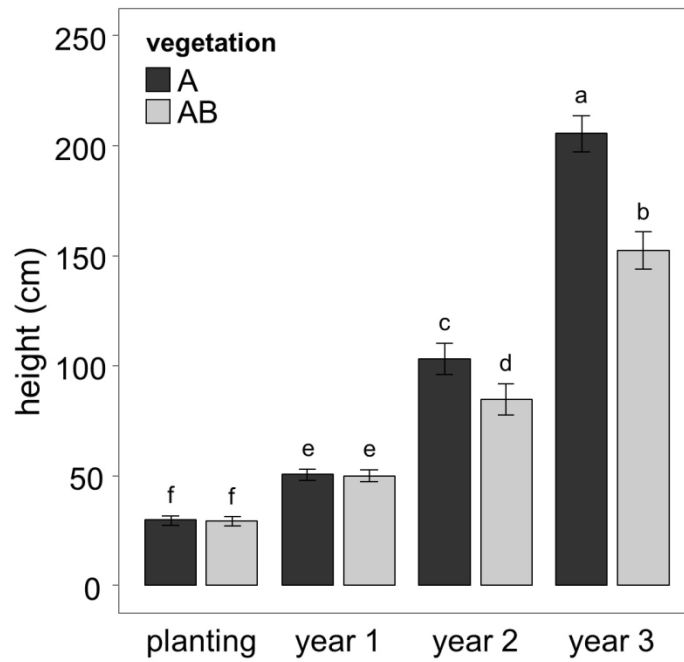 250
vegetation
A
AB
a
200
b
150
height (cm)
c
100
d
e e
50
f f
0
planting year 1 year 2 year 3